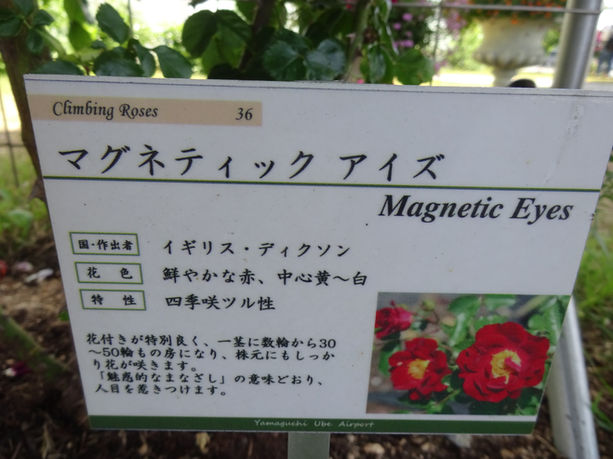 Climbing Roses 36
マグネティック アイズ
Magnetic Eyes
国・作出者 イギリス・ディクソン
花色 鮮やかな赤、中心黄～白
特性 四季咲ツル性
花付きが特別良く、一茎に数輪から30
～50輪もの房になり、株元にもしっか
り花が咲きます。
「魅惑的なまなざし」の意味どおり、
人目を惹きつけます。
Yamaguchi Ube Airport